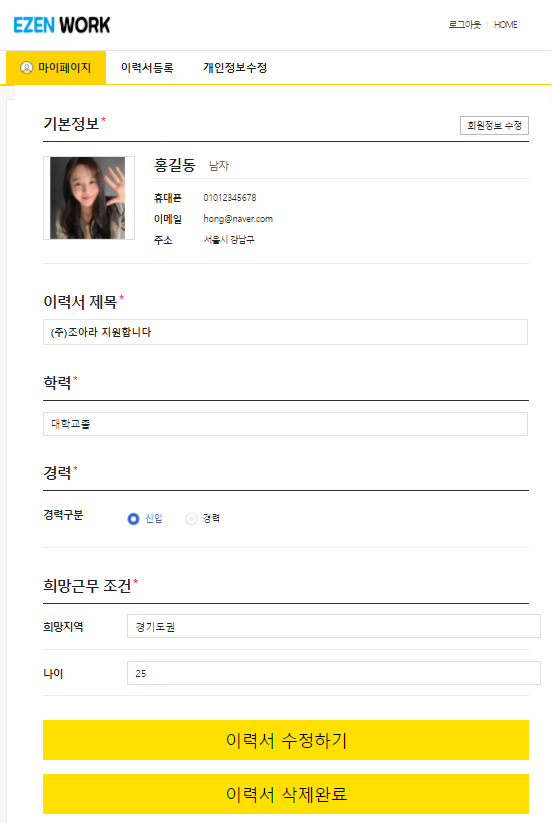 EZEN WORK
로그아웃 | HOME
마이페이지 이력서등록 개인정보수정
기본정보*
회원정보 수정
홍길동 남자
휴대폰 01012345678
이메일 hong@naver.com
주소 서울시 강남구
이력서 제목*
(주)조아라 지원합니다
학력*
대학교졸
경력*
경력구분 신입 경력
희망근무 조건*
희망지역 경기도권
나이 25
이력서 수정하기
이력서 삭제완료